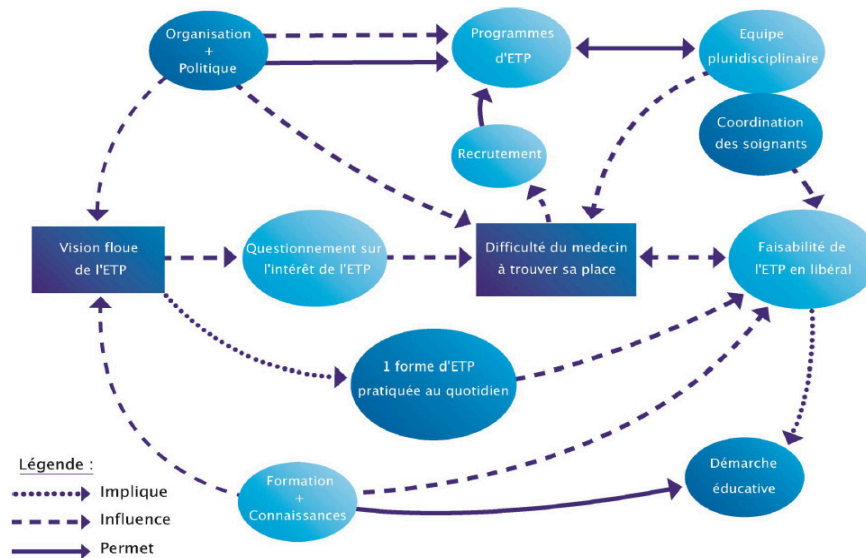 Organisation
+
Politique
Programmes
d'ETP
Equipe
pluridisciplinaire
Coordination
des soignants
Recrutement
Vision floue
de l'ETP
Questionnement sur
l'intérêt de l'ETP
Difficulté du medecin
à trouver sa place
Faisabilité de
l'ETP en libéral
1 forme d'ETP
pratiquée au quotidien
Légende :
Implique
Influence
Permet
Formation
+
Connaissances
Démarche
éducative